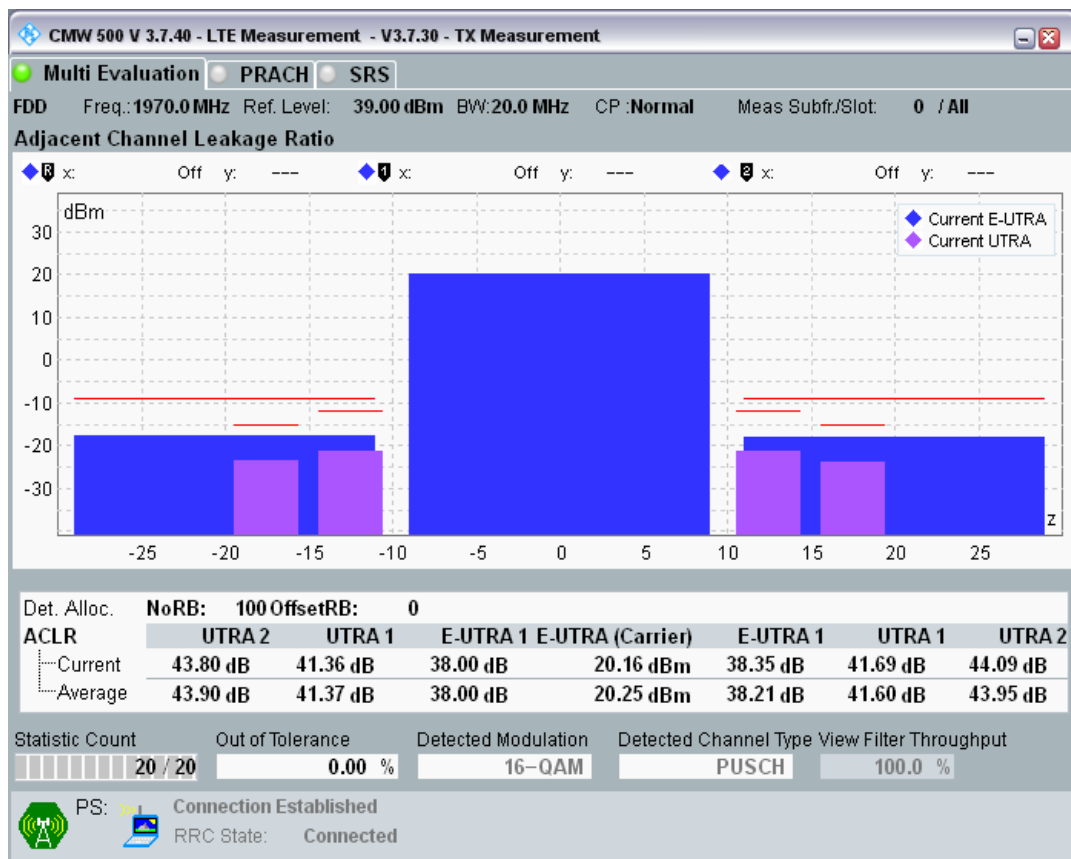 CMW 500 V 3.7.40 - LTE Measurement - V3.7.30 - TX Measurement
Multi Evaluation PRACH SRS
FDD Freq.:1970.0 MHz Ref. Level: 39.00 dBm BW:20.0 MHz CP :Normal Meas Subfr./Slot: 0 / All
Adjacent Channel Leakage Ratio
R x: Off y: --- 1 x: Off y: --- 2 x: Off y: ---
dBm
Current E-UTRA
Current UTRA
30
20
10
0
-10
-20
-30
z
-25 -20 -15 -10 -5 0 5 10 15 20 25
Det. Alloc. NoRB: 100 OffsetRB: 0
ACLR UTRA 2 UTRA 1 E-UTRA 1 E-UTRA (Carrier) E-UTRA 1 UTRA 1 UTRA 2
Current 43.80 dB 41.36 dB 38.00 dB 20.16 dBm 38.35 dB 41.69 dB 44.09 dB
Average 43.90 dB 41.37 dB 38.00 dB 20.25 dBm 38.21 dB 41.60 dB 43.95 dB
Statistic Count Out of Tolerance Detected Modulation Detected Channel Type View Filter Throughput
20 / 20 0.00 % 16-QAM PUSCH 100.0 %
PS: Connection Established
RRC State: Connected